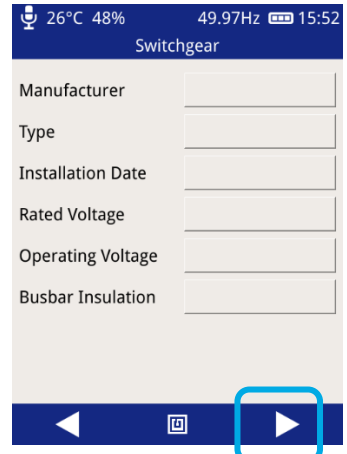 26°C 48% 49.97Hz 15:52
Switchgear
Manufacturer
Type
Installation Date
Rated Voltage
Operating Voltage
Busbar Insulation